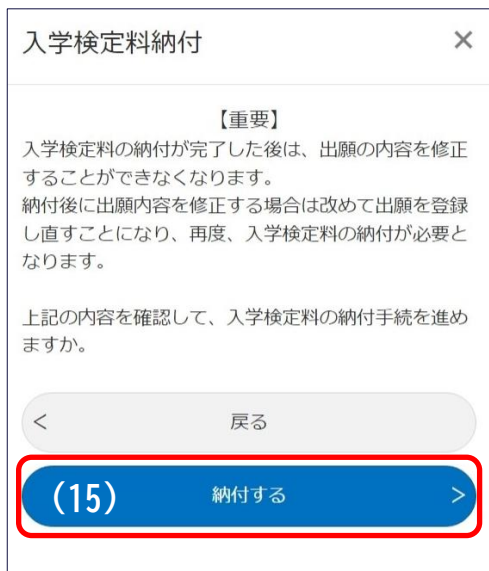 入学検定料納付 ×
【重要】
入学検定料の納付が完了した後は、出願の内容を修正
することができなくなります。
納付後に出願内容を修正する場合は改めて出願を登録
し直すことになり、再度、入学検定料の納付が必要と
なります。
上記の内容を確認して、入学検定料の納付手続を進め
ますか。
< 戻る
(15) 納付する >